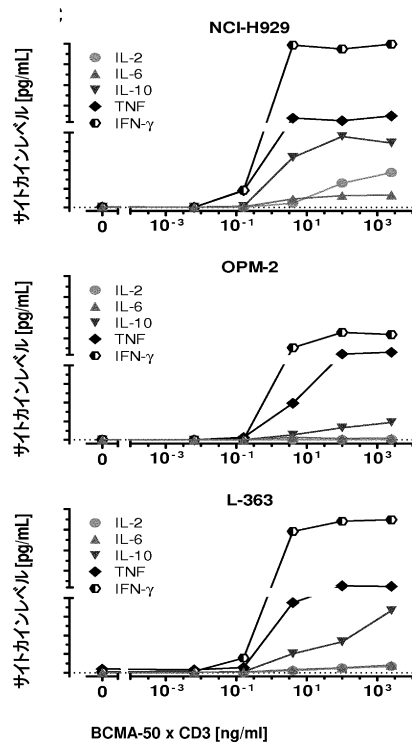 NCI-H929
IL-2
IL-6
IL-10
TNF
IFN-γ
サイトカインレベル [pg/mL]
0 10-3 10-1 101 103
OPM-2
IL-2
IL-6
IL-10
TNF
IFN-γ
サイトカインレベル [pg/mL]
0 10-3 10-1 101 103
L-363
IL-2
IL-6
IL-10
TNF
IFN-γ
サイトカインレベル [pg/mL]
0 10-3 10-1 101 103
BCMA-50 x CD3 [ng/ml]